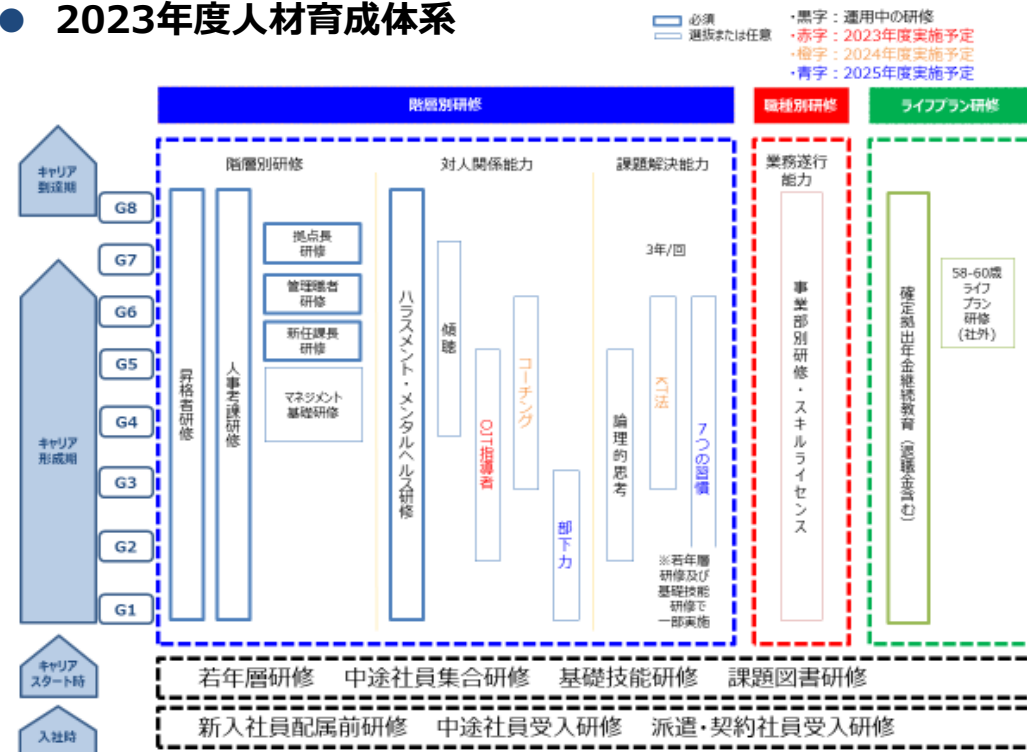 ● 2023年度人材育成体系
必須
選抜または任意
・黒字：運用中の研修
・赤字：2023年度実施予定
・橙字：2024年度実施予定
・青字：2025年度実施予定
階層別研修
職種別研修
ライフプラン研修
キャリア
到達期
キャリア
形成期
キャリア
スタート時
入社時
G8
G7
G6
G5
G4
G3
G2
G1
階層別研修
昇格者研修
人事考課研修
拠点長
研修
管理職者
研修
新任課長
研修
マネジメント
基礎研修
対人関係能力
ハラスメント・メンタルヘルス研修
傾聴
OJT指導者
コーチング
部下力
課題解決能力
3年/回
論理的思考
KT法
7つの習慣
※若年層
研修及び
基礎技能
研修で
一部実施
業務遂行
能力
事業部別研修・スキルライセンス
確定拠出年金継続教育（退職金含む）
58-60歳
ライフ
プラン
研修
(社外)
若年層研修　中途社員集合研修　基礎技能研修　課題図書研修
新入社員配属前研修　中途社員受入研修　派遣・契約社員受入研修